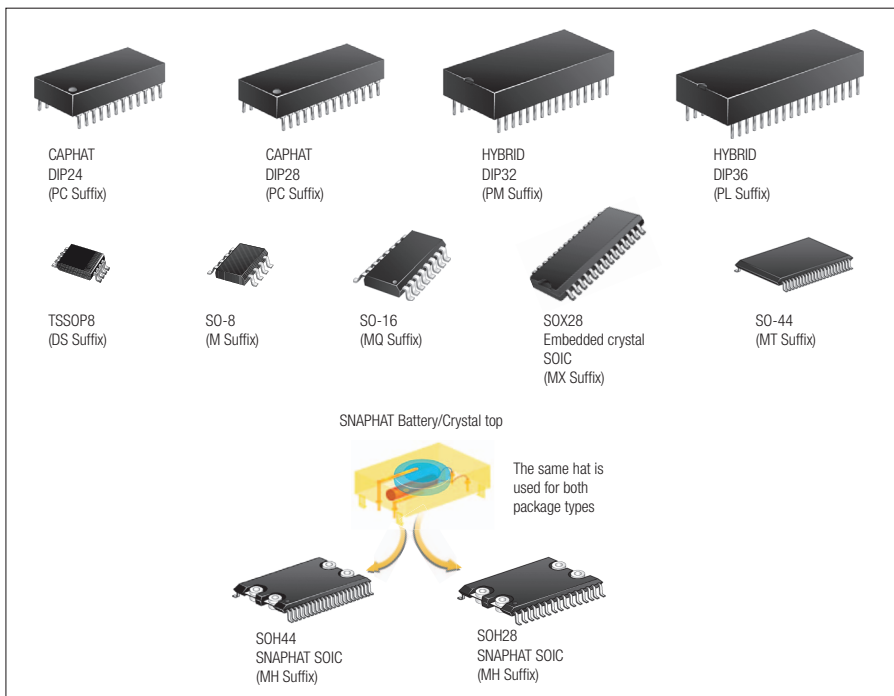 CAPHAT
DIP24
(PC Suffix)
CAPHAT
DIP28
(PC Suffix)
HYBRID
DIP32
(PM Suffix)
HYBRID
DIP36
(PL Suffix)
TSSOP8
(DS Suffix)
SO-8
(M Suffix)
SO-16
(MQ Suffix)
SOX28
Embedded crystal
SOIC
(MX Suffix)
SO-44
(MT Suffix)
SNAPHAT Battery/Crystal top
The same hat is
used for both
package types
SOH44
SNAPHAT SOIC
(MH Suffix)
SOH28
SNAPHAT SOIC
(MH Suffix)